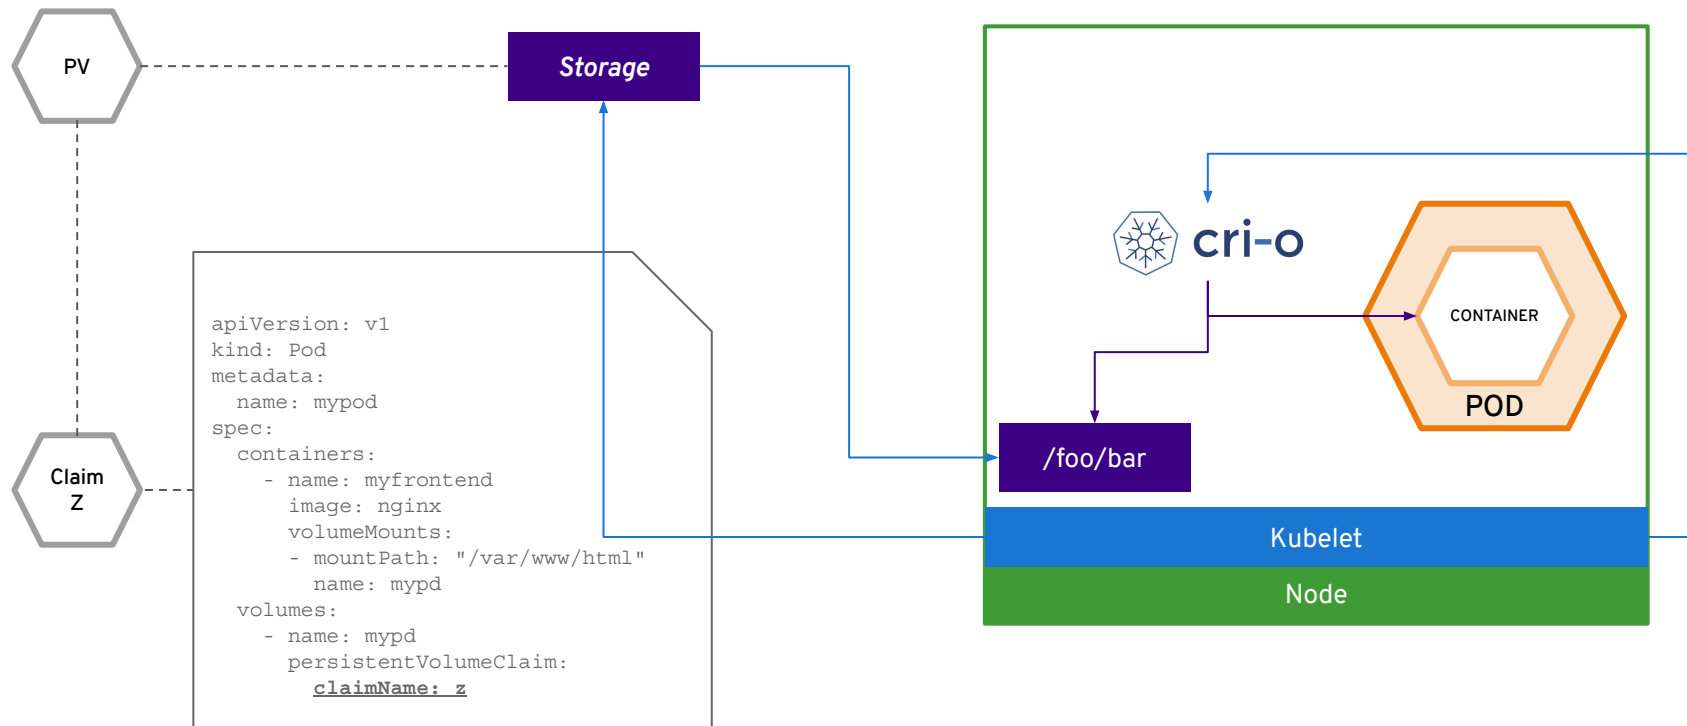 PV
Storage
cri-o
CONTAINER
POD
/foo/bar
Kubelet
Node
Claim
Z
apiVersion: v1
kind: Pod
metadata:
  name: mypod
spec:
  containers:
    - name: myfrontend
      image: nginx
      volumeMounts:
      - mountPath: "/var/www/html"
        name: mypd
  volumes:
    - name: mypd
      persistentVolumeClaim:
        claimName: z